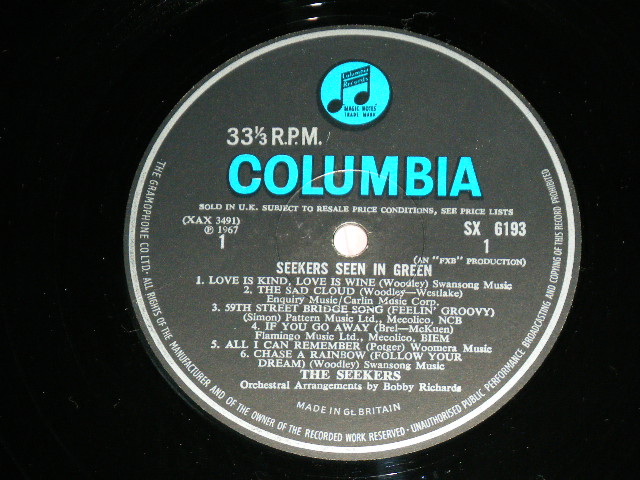 Columbia
Records
MAGIC NOTES
TRADE MARK
33⅓ R.P.M.
COLUMBIA
SOLD IN U.K. SUBJECT TO RESALE PRICE CONDITIONS, SEE PRICE LISTS
(XAX 3491)
℗ 1967
1
SX 6193
1
(AN "FXB" PRODUCTION)
SEEKERS SEEN IN GREEN
1. LOVE IS KIND, LOVE IS WINE (Woodley) Swansong Music
2. THE SAD CLOUD (Woodley—Westlake)
Enquiry Music/Carlin Music Corp.
3. 59TH STREET BRIDGE SONG (FEELIN' GROOVY)
(Simon) Pattern Music Ltd., Mecolico, NCB
4. IF YOU GO AWAY (Brel—McKuen)
Flamingo Music Ltd., Mecolico, BIEM
5. ALL I CAN REMEMBER (Potger) Woomera Music
6. CHASE A RAINBOW (FOLLOW YOUR
DREAM) (Woodley) Swansong Music
THE SEEKERS
Orchestral Arrangements by Bobby Richards
MADE IN Gt. BRITAIN
THE GRAMOPHONE CO. LTD.— ALL RIGHTS OF THE MANUFACTURER AND OF THE OWNER OF THE RECORDED WORK RESERVED — UNAUTHORISED PUBLIC PERFORMANCE BROADCASTING AND COPYING OF THIS RECORD PROHIBITED